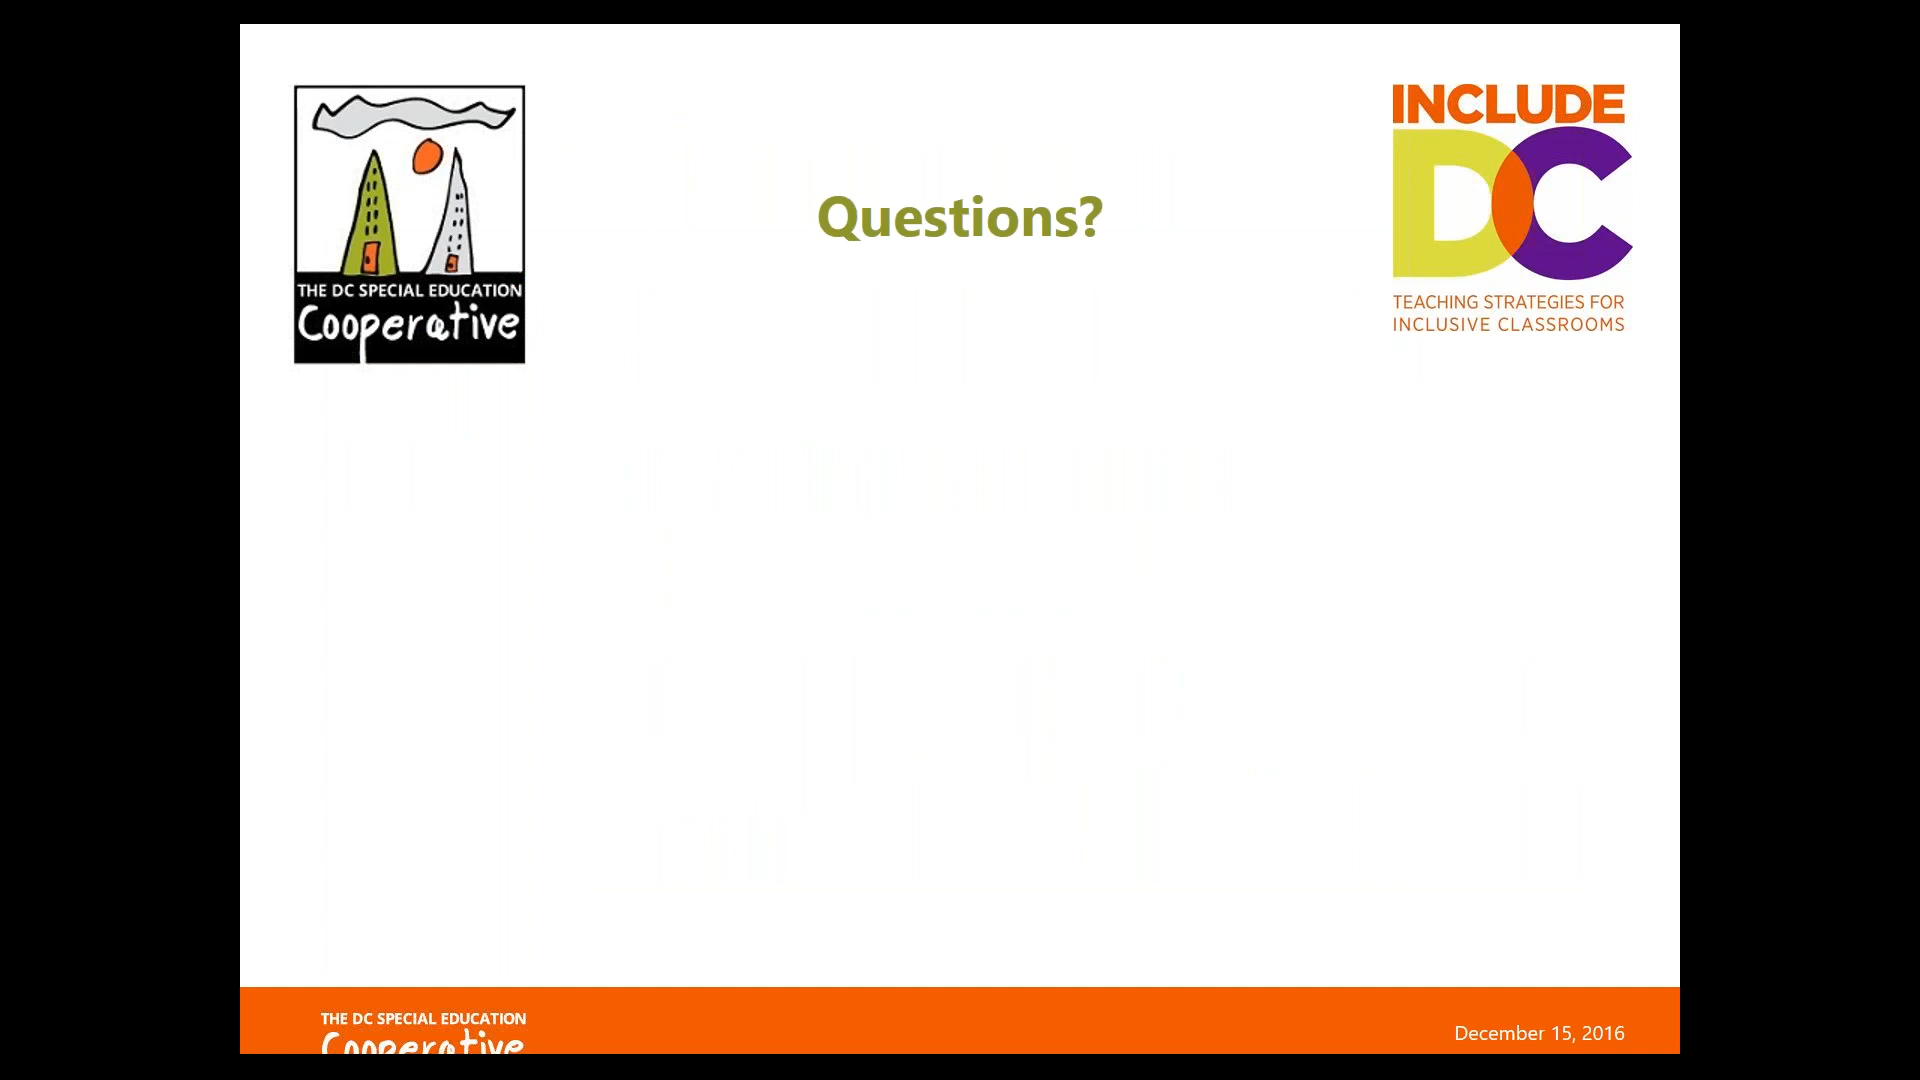 THE DC SPECIAL EDUCATION
Cooperative
Questions?
INCLUDE
DC
TEACHING STRATEGIES FOR
INCLUSIVE CLASSROOMS
THE DC SPECIAL EDUCATION
Cooperative
December 15, 2016